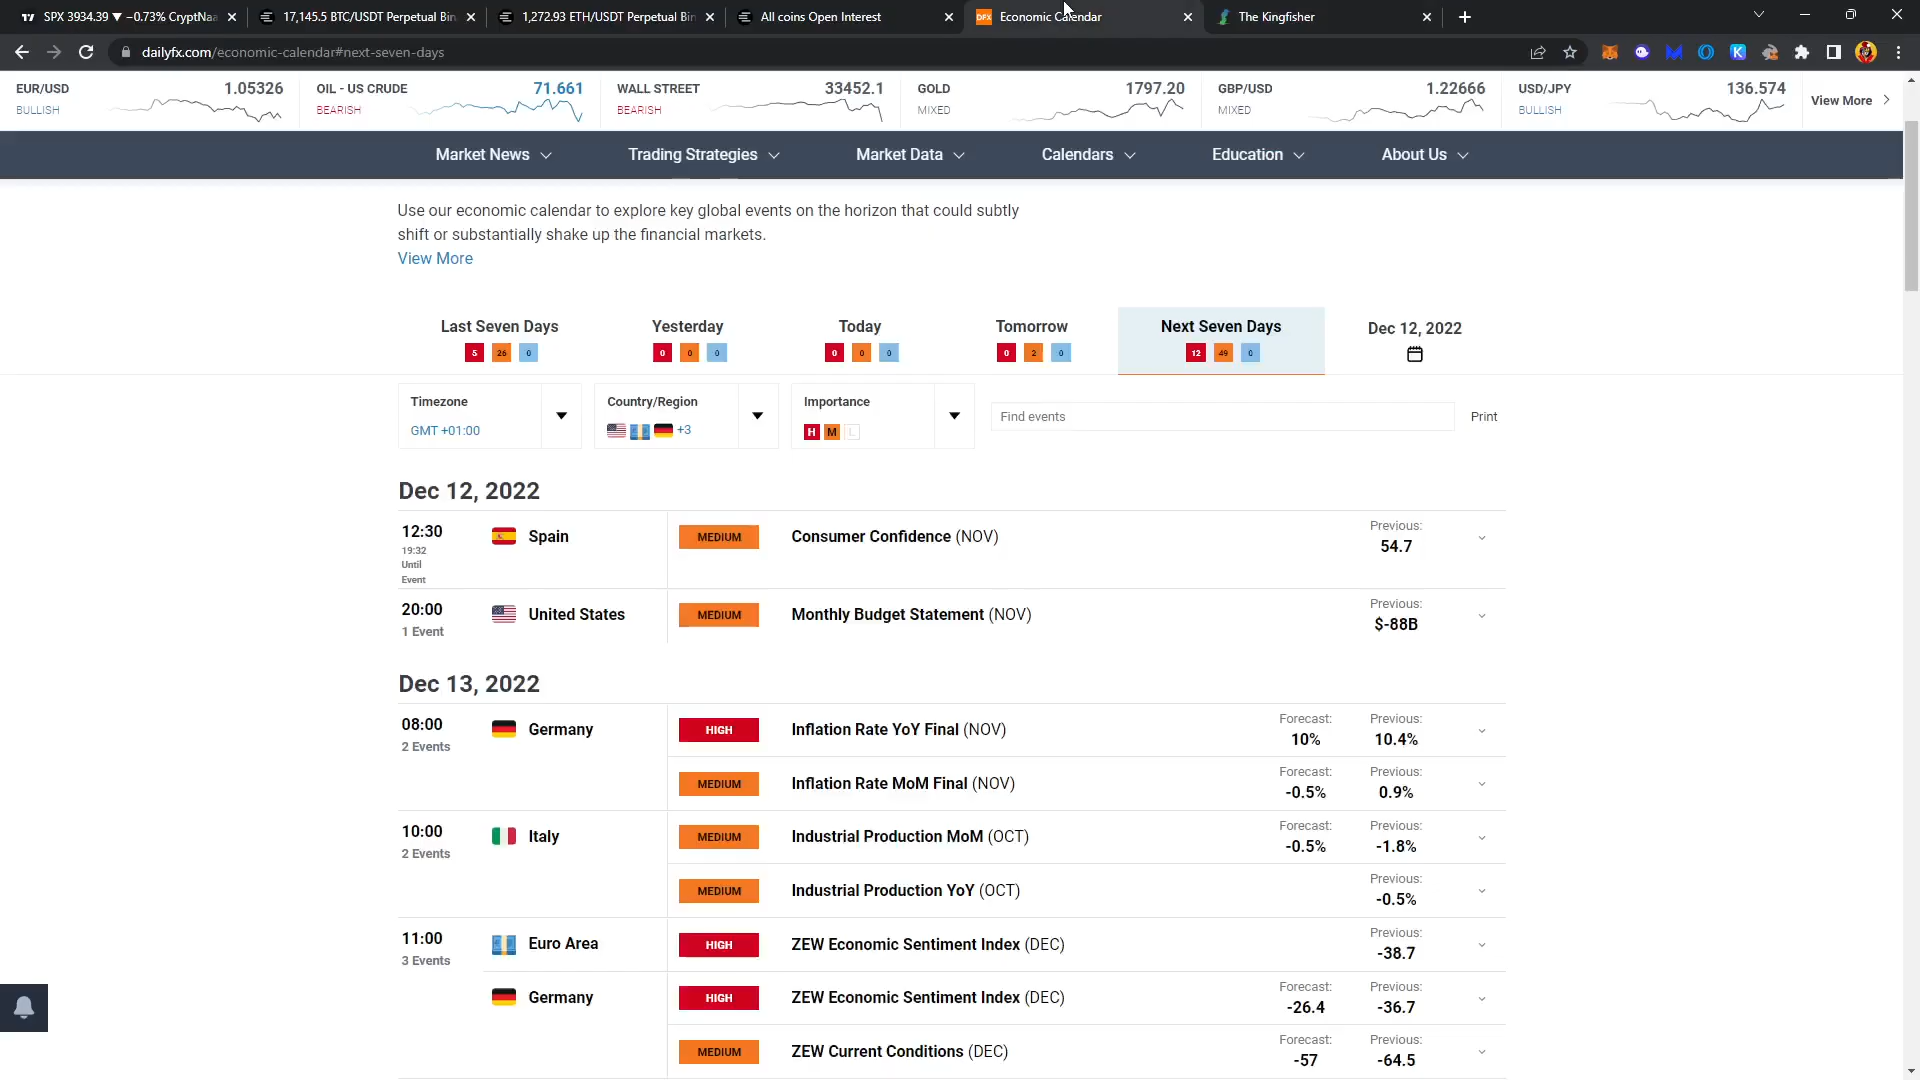 SPX 3934.39 ▼ −0.73% CryptNaa
17,145.5 BTC/USDT Perpetual Bin
1,272.93 ETH/USDT Perpetual Bin
All coins Open Interest
Economic Calendar
The Kingfisher
dailyfx.com/economic-calendar#next-seven-days
EUR/USD 1.05326
BULLISH
OIL - US CRUDE 71.661
BEARISH
WALL STREET 33452.1
BEARISH
GOLD 1797.20
MIXED
GBP/USD 1.22666
MIXED
USD/JPY 136.574
BULLISH
View More
Market News
Trading Strategies
Market Data
Calendars
Education
About Us
Use our economic calendar to explore key global events on the horizon that could subtly
shift or substantially shake up the financial markets.
View More
Last Seven Days
5 26 0
Yesterday
0 0 0
Today
0 0 0
Tomorrow
0 2 0
Next Seven Days
12 49 0
Dec 12, 2022
Timezone
GMT +01:00
Country/Region
+3
Importance
H M L
Find events
Print
Dec 12, 2022
12:30
19:32
Until
Event
Spain
MEDIUM
Consumer Confidence (NOV)
Previous:
54.7
20:00
1 Event
United States
MEDIUM
Monthly Budget Statement (NOV)
Previous:
$-88B
Dec 13, 2022
08:00
2 Events
Germany
HIGH
Inflation Rate YoY Final (NOV)
Forecast:
10%
Previous:
10.4%
MEDIUM
Inflation Rate MoM Final (NOV)
Forecast:
-0.5%
Previous:
0.9%
10:00
2 Events
Italy
MEDIUM
Industrial Production MoM (OCT)
Forecast:
-0.5%
Previous:
-1.8%
MEDIUM
Industrial Production YoY (OCT)
Previous:
-0.5%
11:00
3 Events
Euro Area
HIGH
ZEW Economic Sentiment Index (DEC)
Previous:
-38.7
Germany
HIGH
ZEW Economic Sentiment Index (DEC)
Forecast:
-26.4
Previous:
-36.7
MEDIUM
ZEW Current Conditions (DEC)
Forecast:
-57
Previous:
-64.5